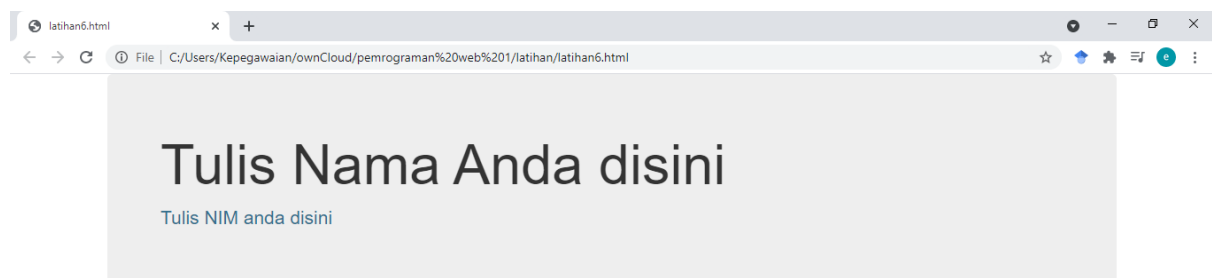 latihan6.html
File | C:/Users/Kepegawaian/ownCloud/pemrograman%20web%201/latihan/latihan6.html
e
Tulis Nama Anda disini
Tulis NIM anda disini